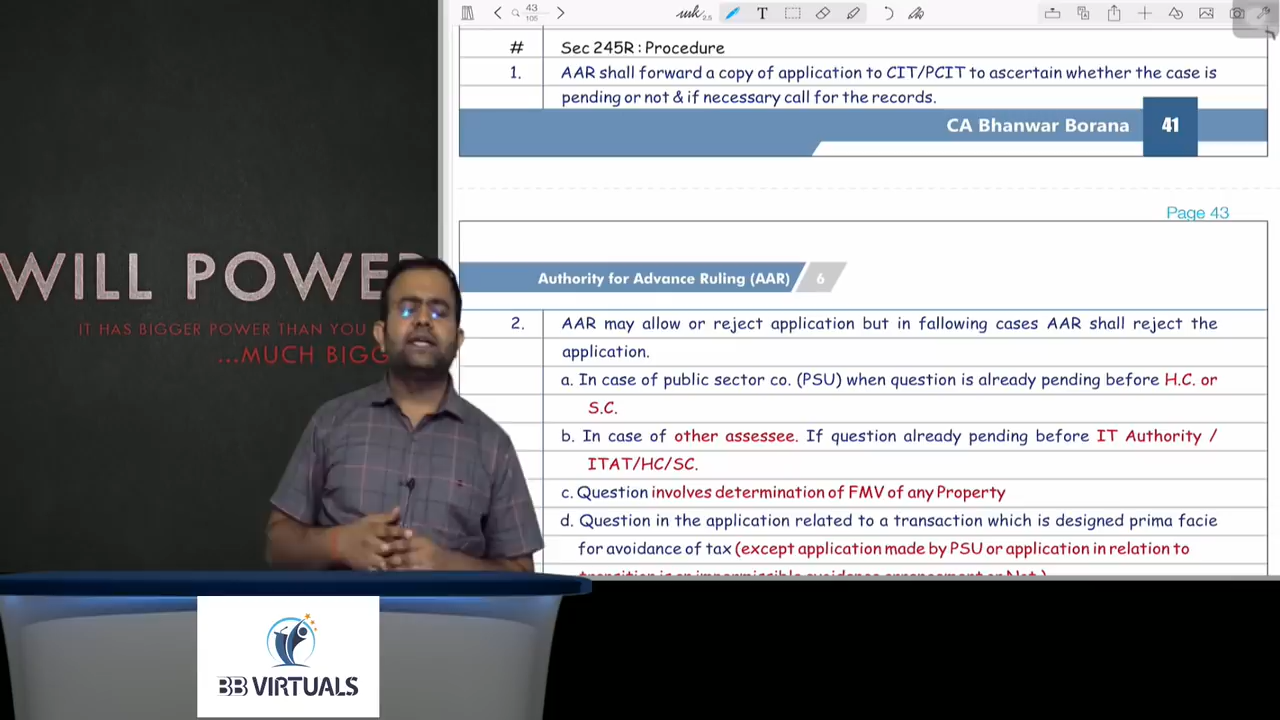 43
105
2.5
T
# Sec 245R : Procedure
1. AAR shall forward a copy of application to CIT/PCIT to ascertain whether the case is
pending or not & if necessary call for the records.
CA Bhanwar Borana 41
Page 43
Authority for Advance Ruling (AAR) 6
2. AAR may allow or reject application but in fallowing cases AAR shall reject the
application.
a. In case of public sector co. (PSU) when question is already pending before H.C. or
S.C.
b. In case of other assessee. If question already pending before IT Authority /
ITAT/HC/SC.
c. Question involves determination of FMV of any Property
d. Question in the application related to a transaction which is designed prima facie
for avoidance of tax (except application made by PSU or application in relation to
WILL POWE
IT HAS BIGGER POWER THAN YOU
...MUCH BIGG
BB VIRTUALS